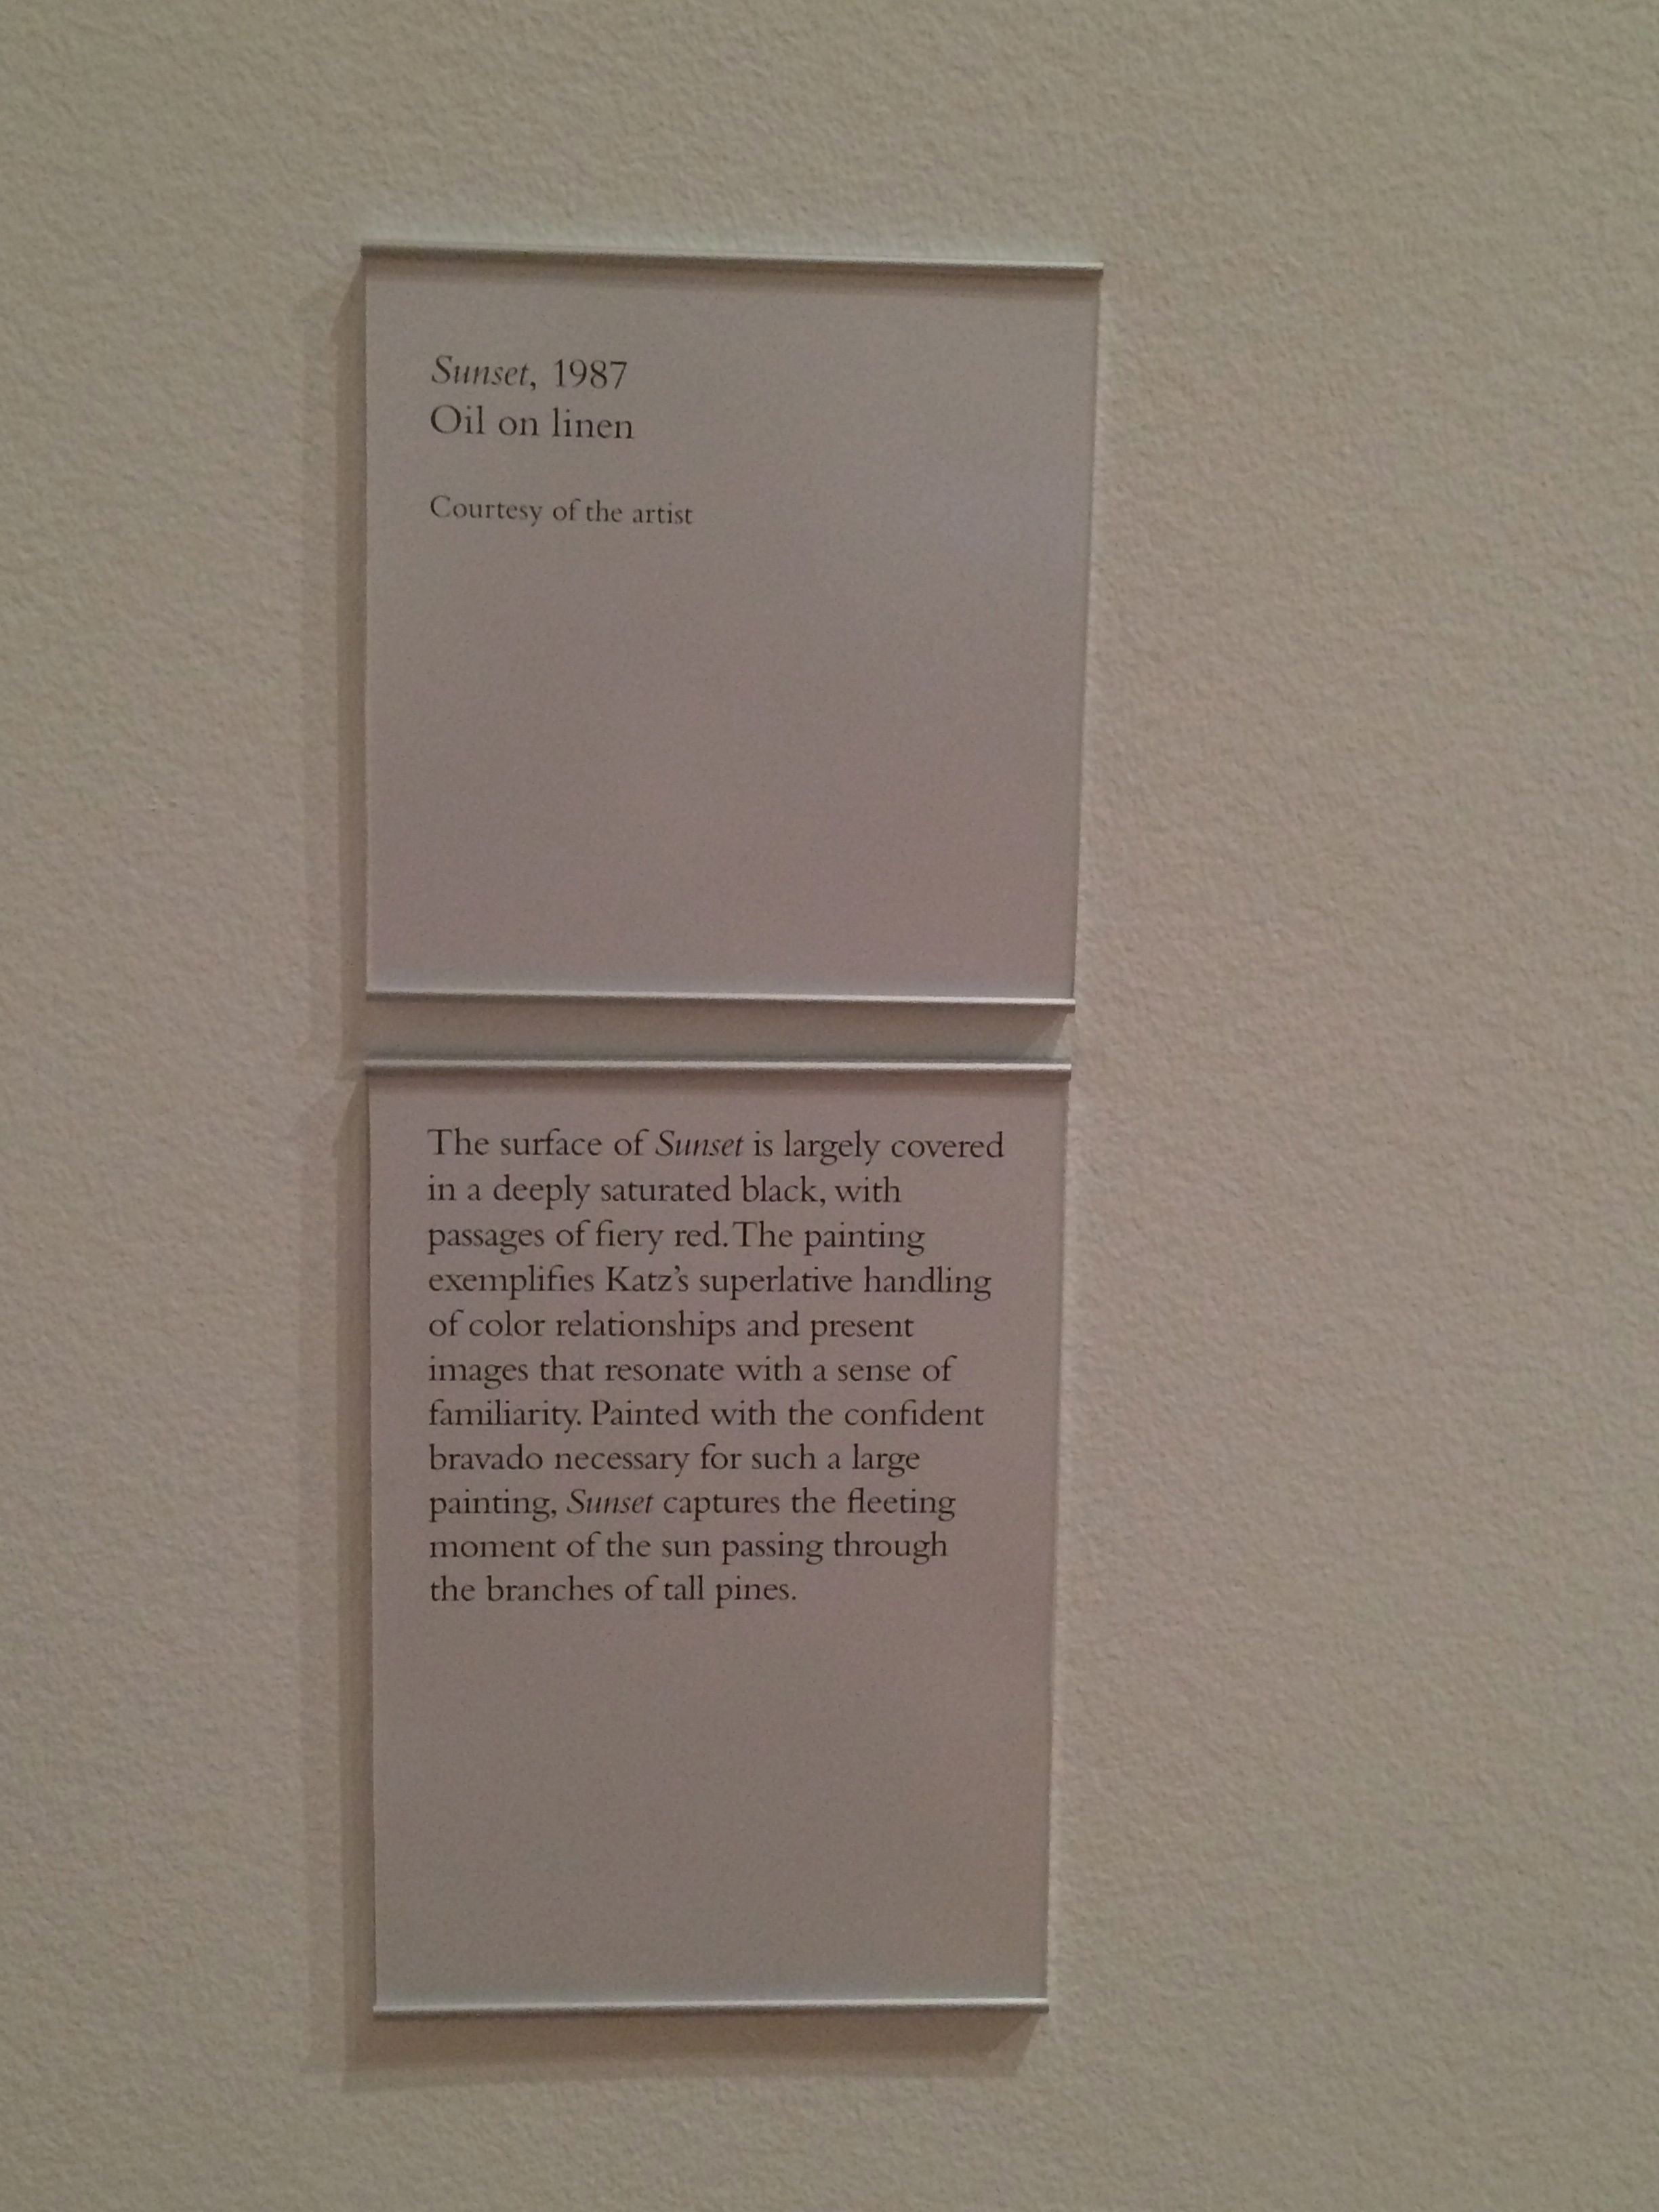 Sunset, 1987
Oil on linen
Courtesy of the artist
The surface of Sunset is largely covered
in a deeply saturated black, with
passages of fiery red. The painting
exemplifies Katz's superlative handling
of color relationships and present
images that resonate with a sense of
familiarity. Painted with the confident
bravado necessary for such a large
painting, Sunset captures the fleeting
moment of the sun passing through
the branches of tall pines.